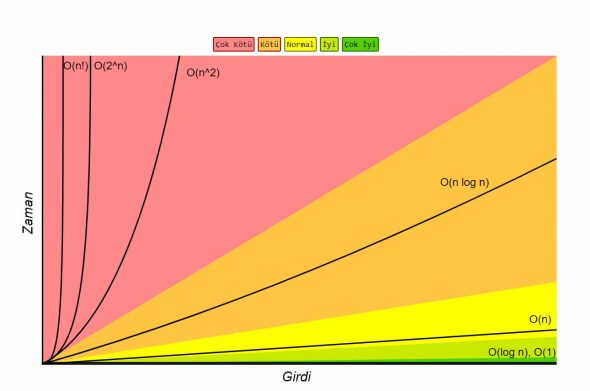 Çok Kötü Kötü Normal İyi Çok İyi
O(n!) O(2^n) O(n^2)
O(n log n)
Zaman
O(n)
O(log n), O(1)
Girdi